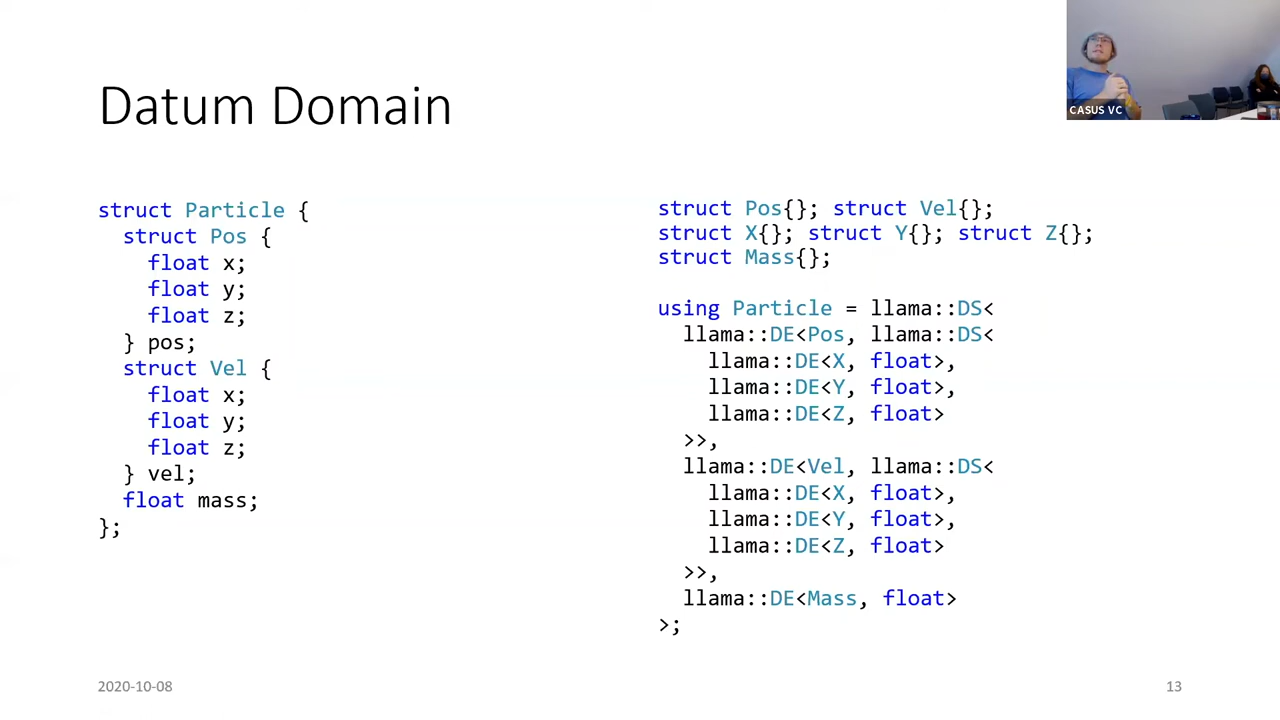 Datum Domain
CASUS VC
struct Particle {
  struct Pos {
    float x;
    float y;
    float z;
  } pos;
  struct Vel {
    float x;
    float y;
    float z;
  } vel;
  float mass;
};
struct Pos{}; struct Vel{};
struct X{}; struct Y{}; struct Z{};
struct Mass{};
using Particle = llama::DS<
  llama::DE<Pos, llama::DS<
    llama::DE<X, float>,
    llama::DE<Y, float>,
    llama::DE<Z, float>
  >>,
  llama::DE<Vel, llama::DS<
    llama::DE<X, float>,
    llama::DE<Y, float>,
    llama::DE<Z, float>
  >>,
  llama::DE<Mass, float>
>;
2020-10-08
13